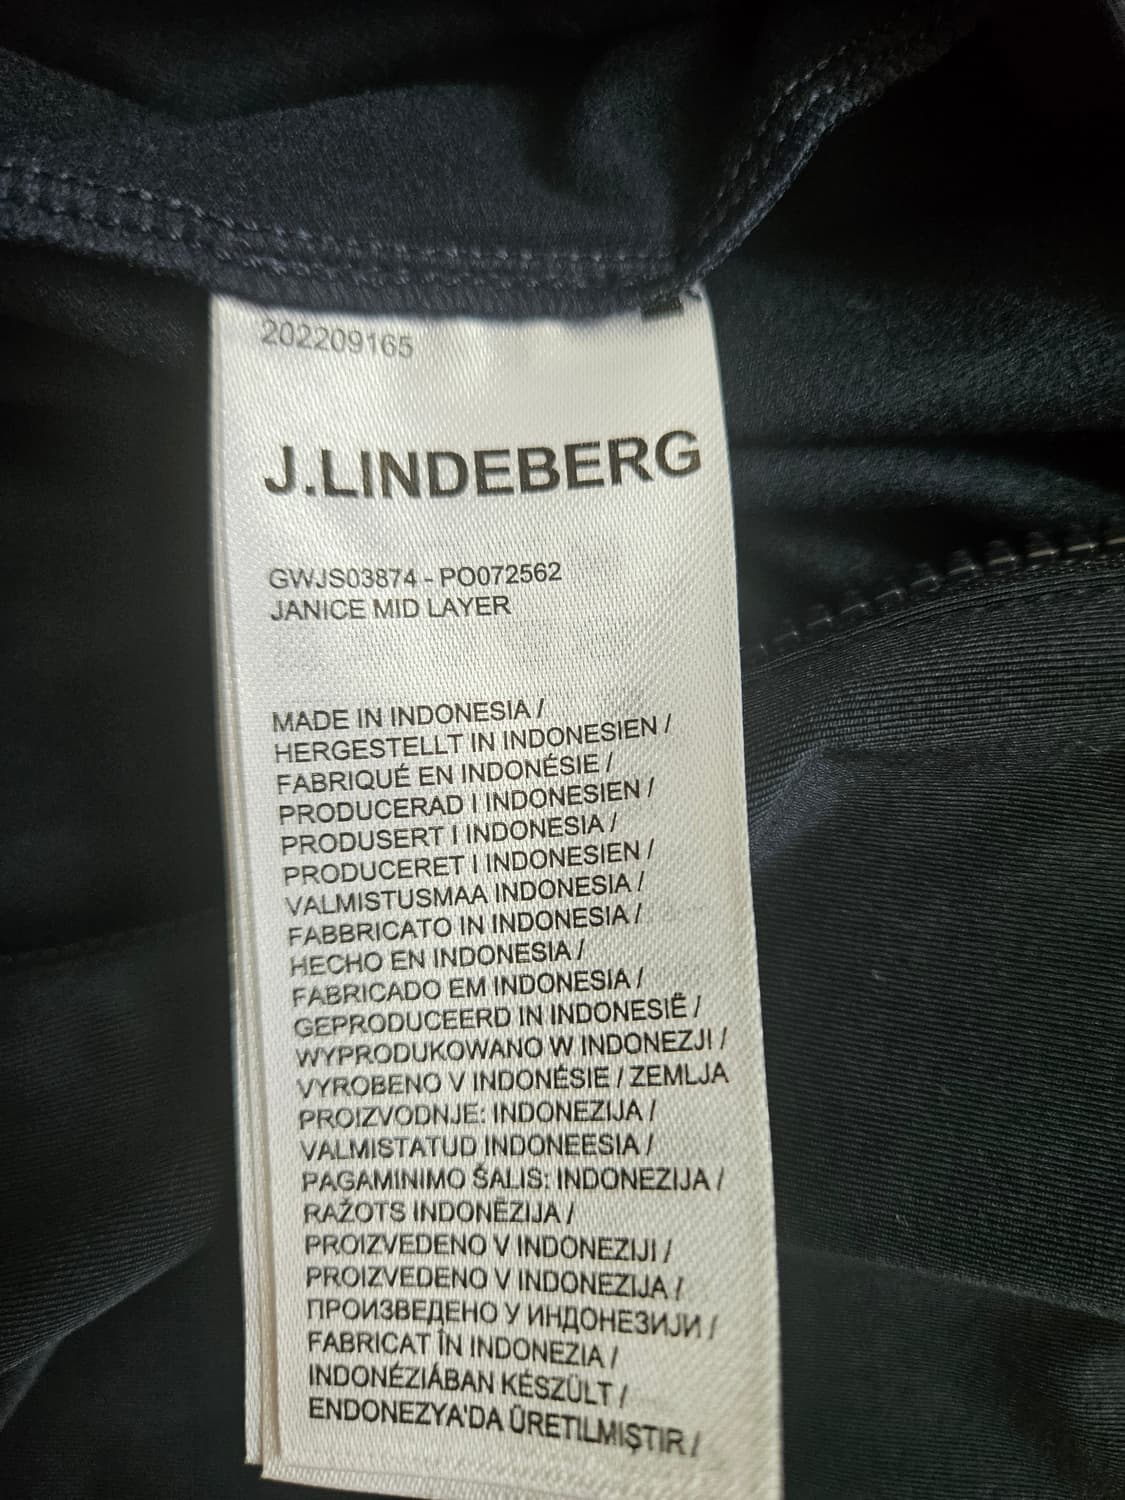 202209165
J.LINDEBERG
GWJS03874 - PO072562
JANICE MID LAYER
MADE IN INDONESIA /
HERGESTELLT IN INDONESIEN /
FABRIQUÉ EN INDONÉSIE /
PRODUCERAD I INDONESIEN /
PRODUSERT I INDONESIA /
PRODUCERET I INDONESIEN /
VALMISTUSMAA INDONESIA /
FABBRICATO IN INDONESIA /
HECHO EN INDONESIA /
FABRICADO EM INDONESIA /
GEPRODUCEERD IN INDONESIË /
WYPRODUKOWANO W INDONEZJI /
VYROBENO V INDONÉSIE / ZEMLJA
PROIZVODNJE: INDONEZIJA /
VALMISTATUD INDONEESIA /
PAGAMINIMO ŠALIS: INDONEZIJA /
RAŽOTS INDONĒZIJA /
PROIZVEDENO V INDONEZIJI /
PROIZVEDENO V INDONEZIJA /
ПРОИЗВЕДЕНО У ИНДОНЕЗИЈИ /
FABRICAT ÎN INDONEZIA /
INDONÉZIÁBAN KÉSZÜLT /
ENDONEZYA'DA ÜRETILMIŞTIR /